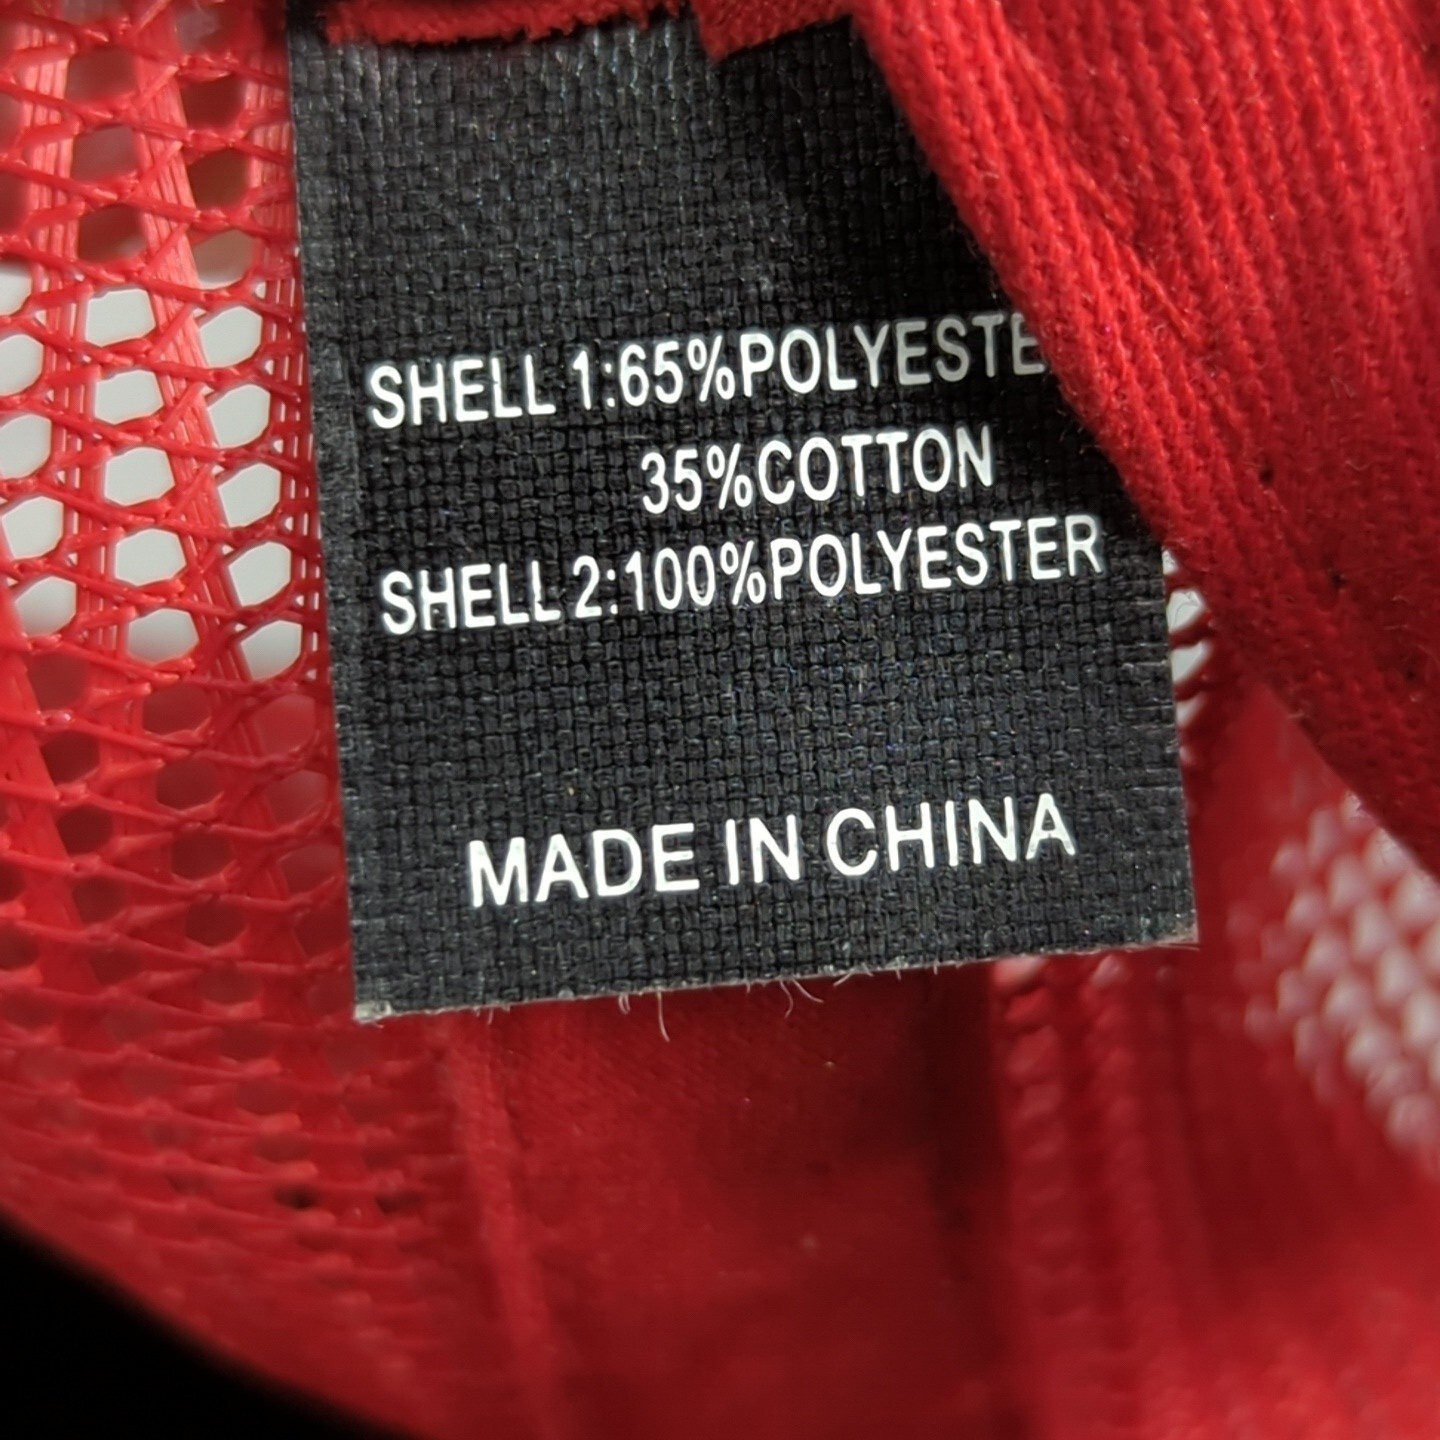 SHELL 1:65%POLYESTE
35%COTTON
SHELL 2:100%POLYESTER
MADE IN CHINA